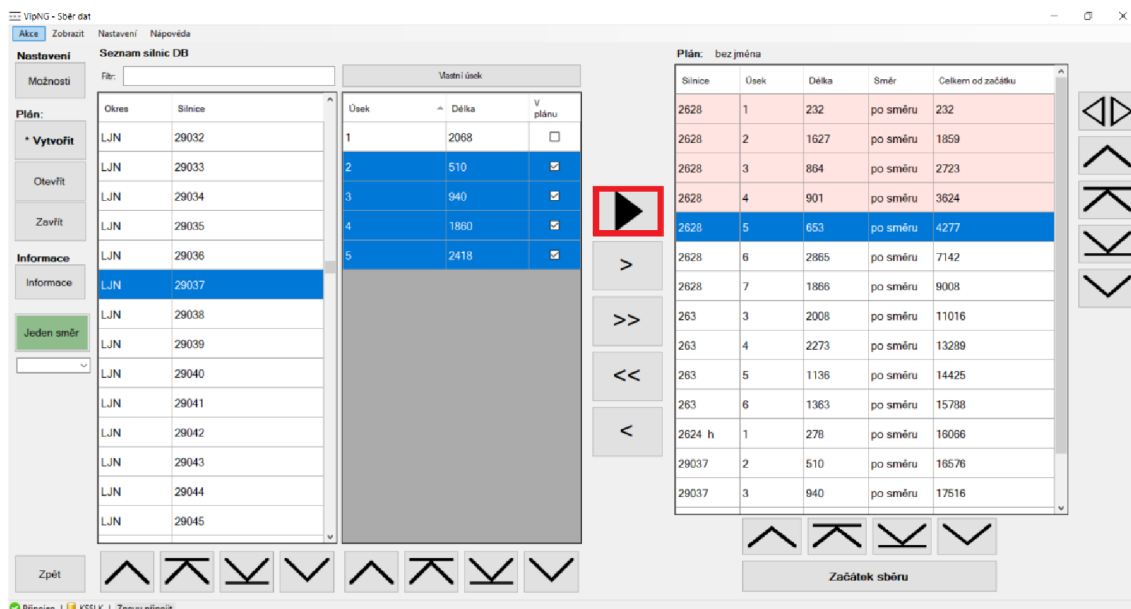 VipNG - Sběr dat
Akce Zobrazit Nastavení Nápověda
Nastavení
Možnosti
Plán:
* Vytvořit
Otevřít
Zavřít
Informace
Informace
Jeden směr
Zpět
Seznam silnic DB
Filtr:
Okres Silnice
LJN 29032
LJN 29033
LJN 29034
LJN 29035
LJN 29036
LJN 29037
LJN 29038
LJN 29039
LJN 29040
LJN 29041
LJN 29042
LJN 29043
LJN 29044
LJN 29045
Vlastní úsek
Úsek Délka V plánu
1 2068
2 510
3 940
4 1860
5 2418
>
>>
<<
<
Plán: bez jména
Silnice Úsek Délka Směr Celkem od začátku
2628 1 232 po směru 232
2628 2 1627 po směru 1859
2628 3 864 po směru 2723
2628 4 901 po směru 3624
2628 5 653 po směru 4277
2628 6 2865 po směru 7142
2628 7 1866 po směru 9008
263 3 2008 po směru 11016
263 4 2273 po směru 13289
263 5 1136 po směru 14425
263 6 1363 po směru 15788
2624 h 1 278 po směru 16066
29037 2 510 po směru 16576
29037 3 940 po směru 17516
Začátek sběru